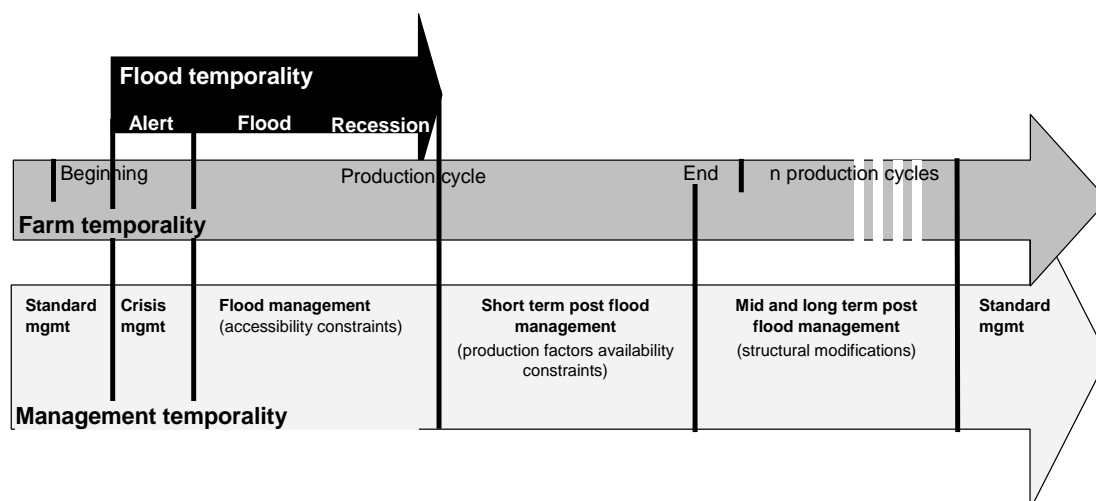 Flood temporality
Alert Flood Recession
Beginning Production cycle End n production cycles
Farm temporality
Standard mgmt
Crisis mgmt
Flood management
(accessibility constraints)
Short term post flood
management
(production factors availability
constraints)
Mid and long term post
flood management
(structural modifications)
Standard
mgmt
Management temporality